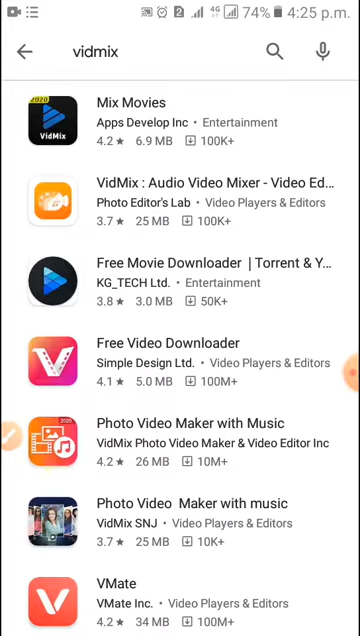 4G 74% 4:25 p.m.
vidmix
2020
VidMix
Mix Movies
Apps Develop Inc • Entertainment
4.2 ★ 6.9 MB 100K+
VidMix : Audio Video Mixer - Video Ed...
Photo Editor's Lab • Video Players & Editors
3.7 ★ 25 MB 100K+
Free Movie Downloader | Torrent & Y...
KG_TECH Ltd. • Entertainment
3.8 ★ 3.0 MB 50K+
Free Video Downloader
Simple Design Ltd. • Video Players & Editors
4.1 ★ 5.0 MB 100M+
2020
Photo Video Maker with Music
VidMix Photo Video Maker & Video Editor Inc
4.2 ★ 26 MB 10M+
Photo Video Maker with music
VidMix SNJ • Video Players & Editors
3.7 ★ 25 MB 10K+
VMate
VMate Inc. • Video Players & Editors
4.2 ★ 34 MB 100M+